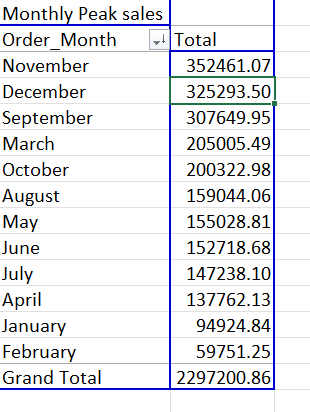 Monthly Peak sales
Order_Month Total
November 352461.07
December 325293.50
September 307649.95
March 205005.49
October 200322.98
August 159044.06
May 155028.81
June 152718.68
July 147238.10
April 137762.13
January 94924.84
February 59751.25
Grand Total 2297200.86